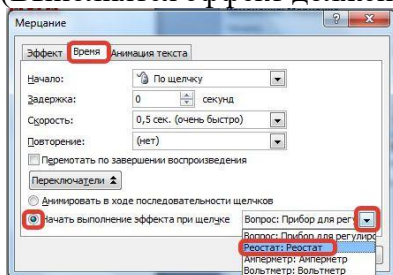 Мерцание
Эффект Время Анимация текста
Начало: По щелчку
Задержка: 0 секунд
Скорость: 0,5 сек. (очень быстро)
Повторение: (нет)
Перемотать по завершении воспроизведения
Переключатели
Анимировать в ходе последовательности щелчков
Начать выполнение эффекта при щелчке Вопрос: Прибор для рег
Вопрос: Прибор для регулиро
Реостат: Реостат
Амперметр: Амперметр
Вольтметр: Вольтметр